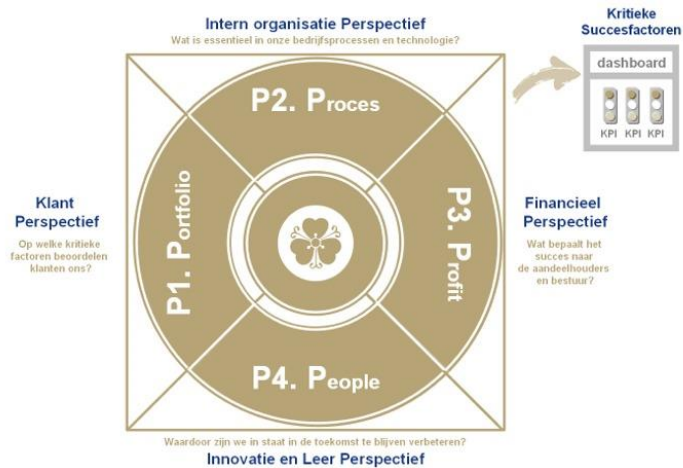 Intern organisatie Perspectief
Wat is essentieel in onze bedrijfsprocessen en technologie?
Kritieke
Succesfactoren
dashboard
KPI KPI KPI
P2. Proces
Klant
Perspectief
Op welke kritieke
factoren beoordelen
klanten ons?
P1. Portfolio
P3. Profit
Financieel
Perspectief
Wat bepaalt het
succes naar
de aandeelhouders
en bestuur?
P4. People
Waardoor zijn we in staat in de toekomst te blijven verbeteren?
Innovatie en Leer Perspectief